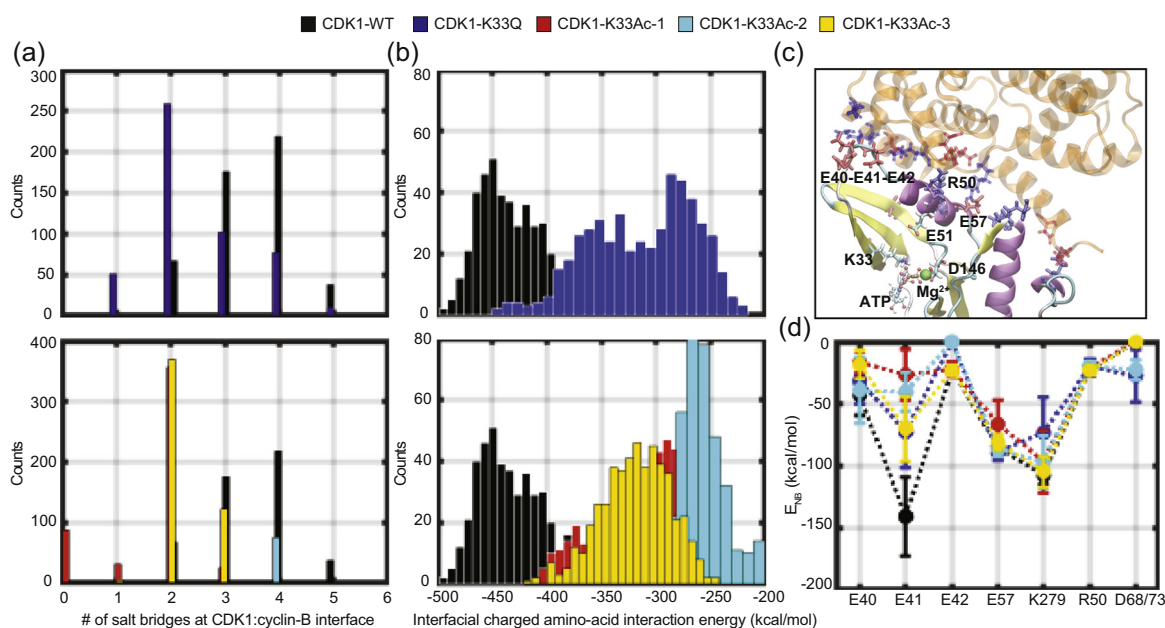 CDK1-WT CDK1-K33Q CDK1-K33Ac-1 CDK1-K33Ac-2 CDK1-K33Ac-3
(a)
300
250
200
150
100
50
0
Counts
400
300
200
100
0
Counts
0 1 2 3 4 5 6
# of salt bridges at CDK1:cyclin-B interface
(b)
80
60
40
20
0
Counts
80
60
40
20
0
Counts
-500 -450 -400 -350 -300 -250 -200
Interfacial charged amino-acid interaction energy (kcal/mol)
(c)
E40-E41-E42
R50
E57
E51
K33
D146
Mg2+
ATP
(d)
0
-50
-100
-150
-200
ENB (kcal/mol)
E40 E41 E42 E57 K279 R50 D68/73